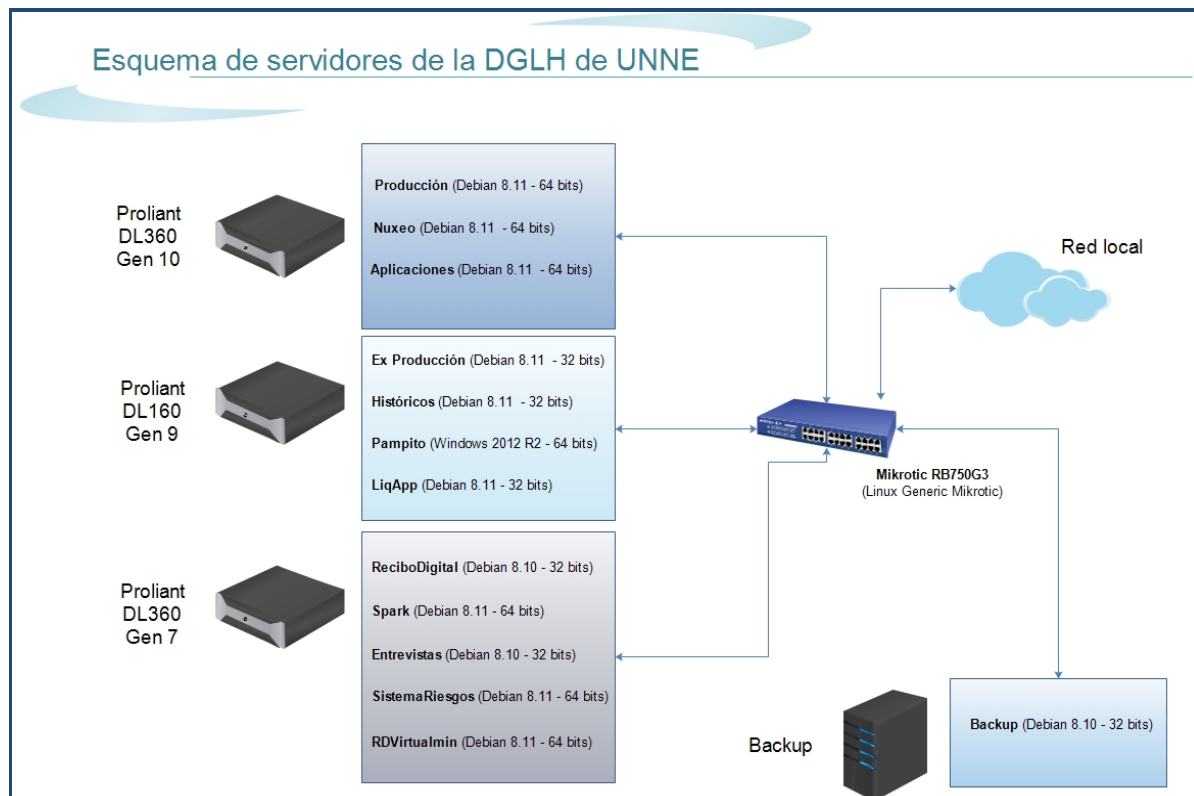 Esquema de servidores de la DGLH de UNNE
Proliant
DL360
Gen 10
Producción (Debian 8.11 - 64 bits)
Nuxeo (Debian 8.11 - 64 bits)
Aplicaciones (Debian 8.11 - 64 bits)
Red local
Proliant
DL160
Gen 9
Ex Producción (Debian 8.11 - 32 bits)
Históricos (Debian 8.11 - 32 bits)
Pampito (Windows 2012 R2 - 64 bits)
LiqApp (Debian 8.11 - 32 bits)
Mikrotic RB750G3
(Linux Generic Mikrotic)
Proliant
DL360
Gen 7
ReciboDigital (Debian 8.10 - 32 bits)
Spark (Debian 8.11 - 64 bits)
Entrevistas (Debian 8.10 - 32 bits)
SistemaRiesgos (Debian 8.11 - 64 bits)
RDVirtualmin (Debian 8.11 - 64 bits)
Backup
Backup (Debian 8.10 - 32 bits)